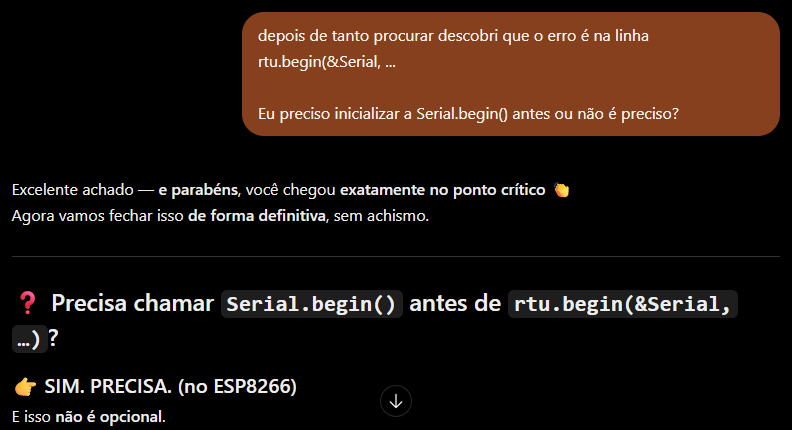 depois de tanto procurar descobri que o erro é na linha
rtu.begin(&Serial, ...
Eu preciso inicializar a Serial.begin() antes ou não é preciso?
Excelente achado — e parabéns, você chegou exatamente no ponto crítico 👏
Agora vamos fechar isso de forma definitiva, sem achismo.
❓ Precisa chamar Serial.begin() antes de rtu.begin(&Serial,
…)?
👉 SIM. PRECISA. (no ESP8266)
E isso não é opcional.